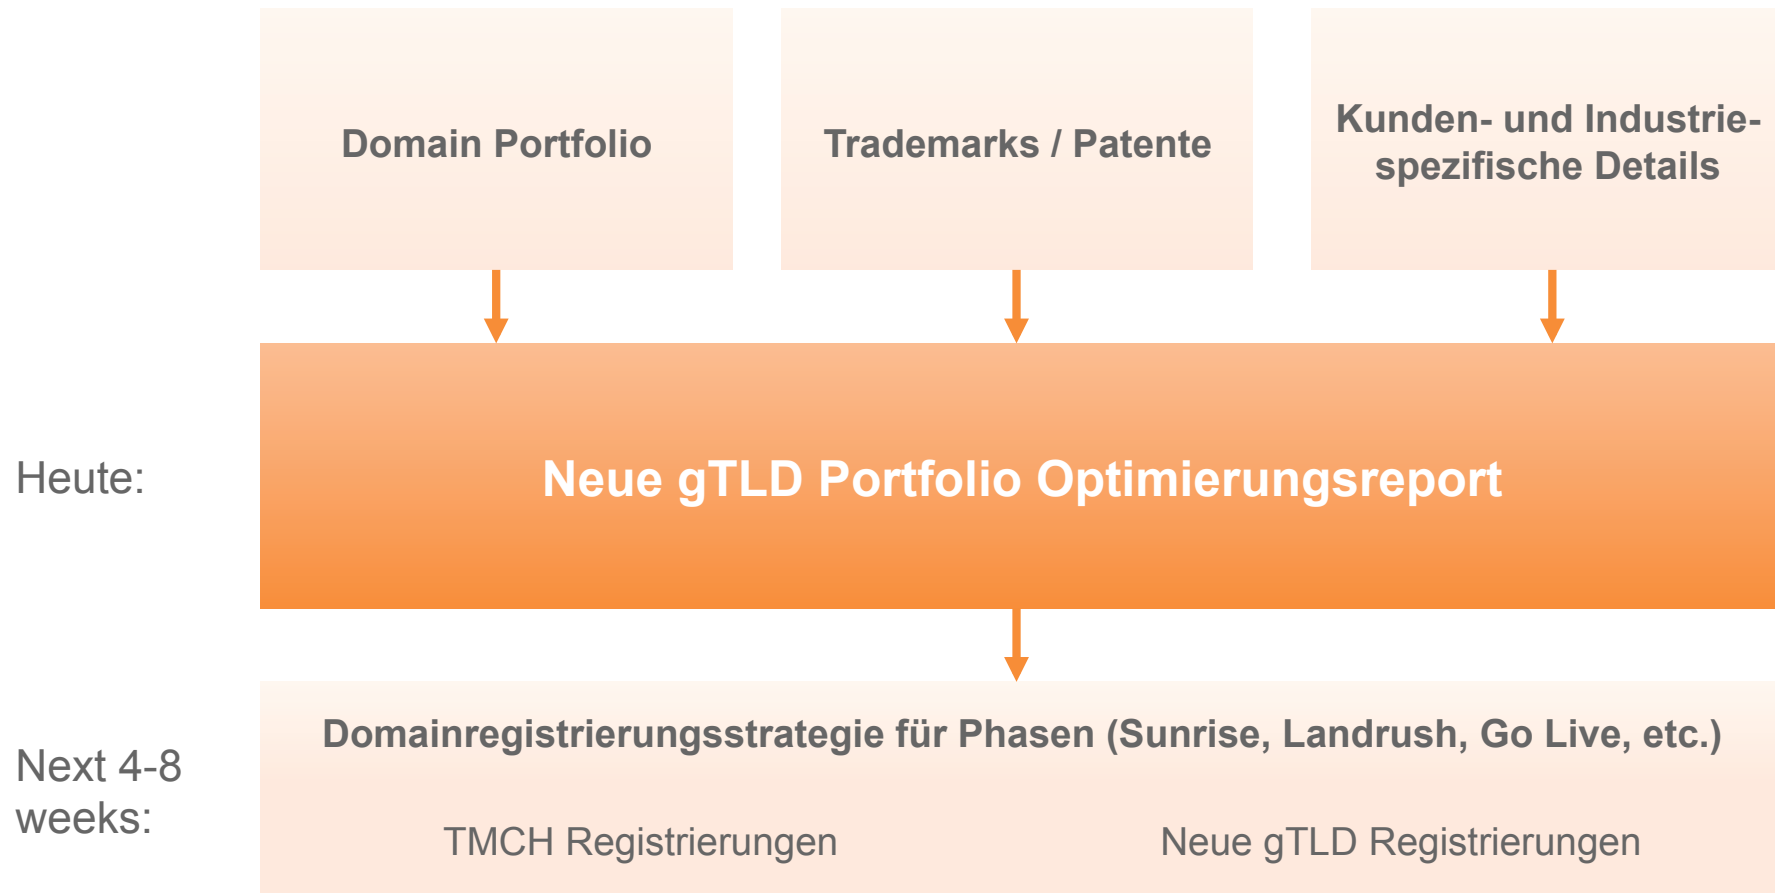 Domain Portfolio
Trademarks / Patente
Kunden- und Industrie-
spezifische Details
Heute:
Neue gTLD Portfolio Optimierungsreport
Next 4-8
weeks:
Domainregistrierungsstrategie für Phasen (Sunrise, Landrush, Go Live, etc.)
TMCH Registrierungen
Neue gTLD Registrierungen